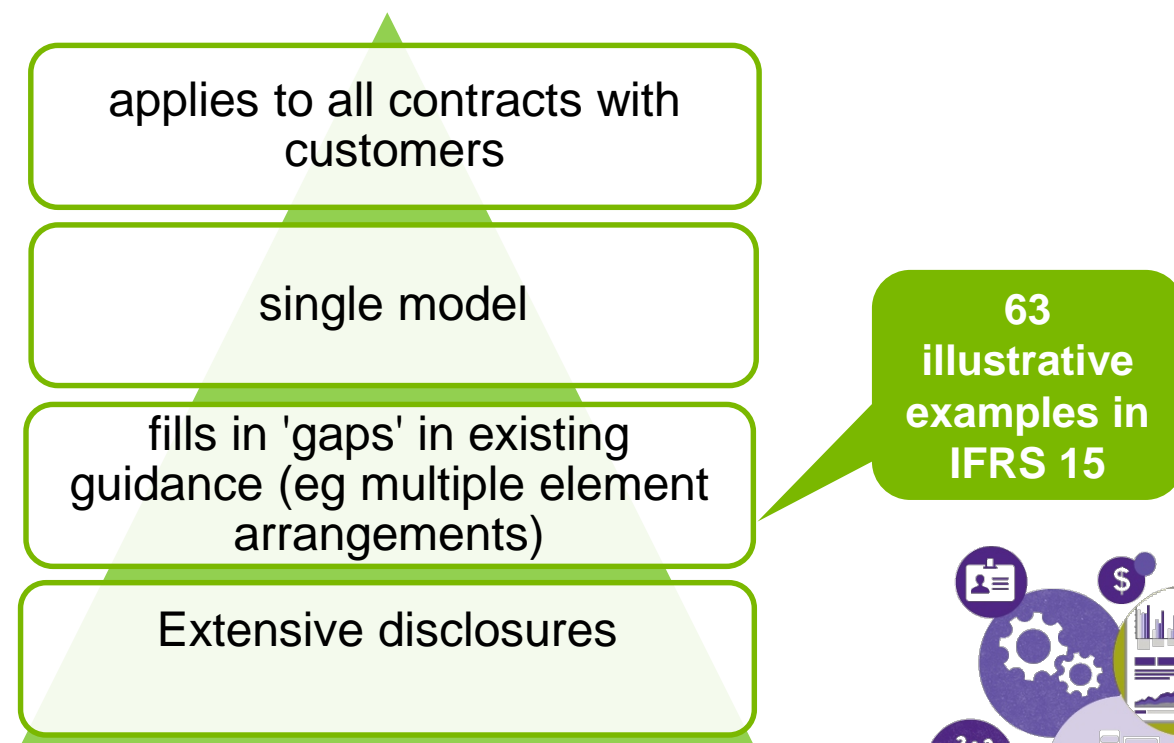 applies to all contracts with
customers
single model
fills in 'gaps' in existing
guidance (eg multiple element
arrangements)
Extensive disclosures
63
illustrative
examples in
IFRS 15
$